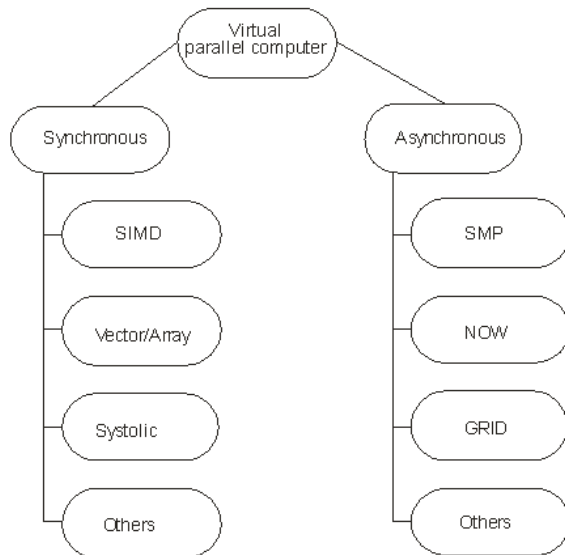 Virtual
parallel computer
Synchronous
SIMD
Vector/Array
Systolic
Others
Asynchronous
SMP
NOW
GRID
Others